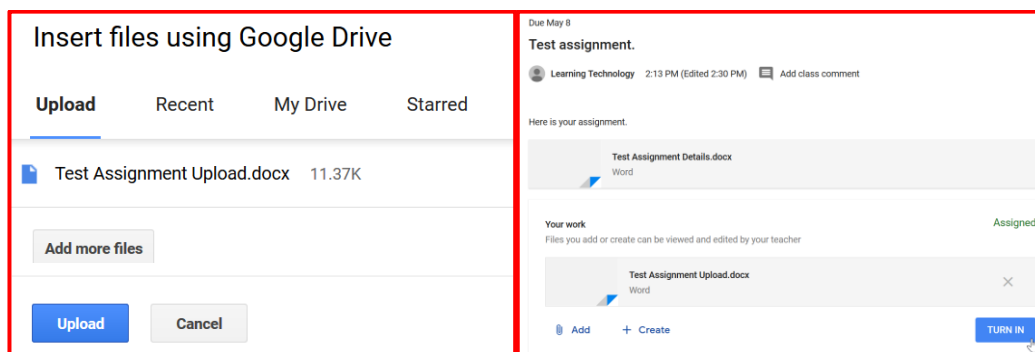 Insert files using Google Drive
Upload Recent My Drive Starred
Test Assignment Upload.docx 11.37K
Add more files
Upload Cancel
Due May 8
Test assignment.
Learning Technology 2:13 PM (Edited 2:30 PM) Add class comment
Here is your assignment.
Test Assignment Details.docx
Word
Your work Assigned
Files you add or create can be viewed and edited by your teacher
Test Assignment Upload.docx
Word
Add + Create TURN IN